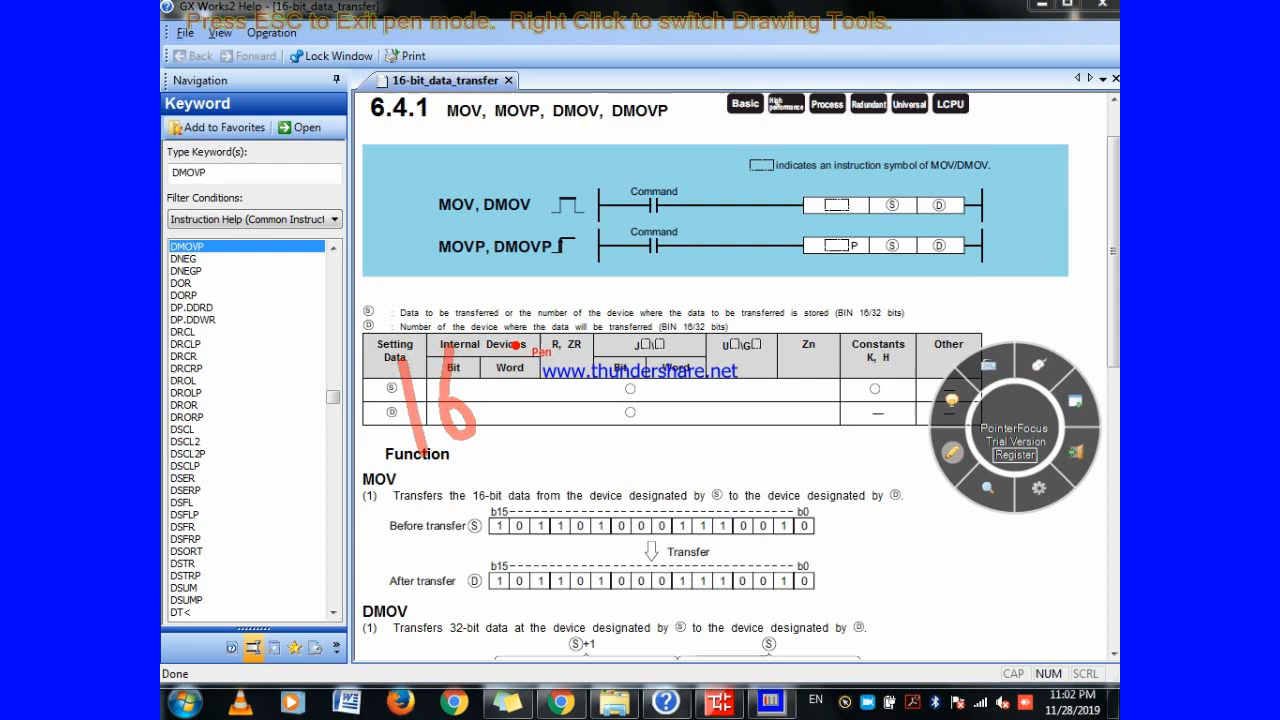 GX Works2 Help - [16-bit_data_transfer]
Press ESC to Exit pen mode. Right Click to switch Drawing Tools.
File View Operation
Back Forward Lock Window Print
Navigation
16-bit_data_transfer
Keyword
Add to Favorites Open
Type Keyword(s):
DMOVP
Filter Conditions:
Instruction Help (Common Instruct
DMOVP
DNEG
DNEGP
DOR
DORP
DP.DDRD
DP.DDWR
DRCL
DRCLP
DRCR
DRCRP
DROL
DROLP
DROR
DRORP
DSCL
DSCL2
DSCL2P
DSCLP
DSER
DSERP
DSFL
DSFLP
DSFR
DSFRP
DSORT
DSTR
DSTRP
DSUM
DSUMP
DT<
6.4.1 MOV, MOVP, DMOV, DMOVP
Basic High performance Process Redundant Universal LCPU
indicates an instruction symbol of MOV/DMOV.
Command
MOV, DMOV Ⓢ Ⓓ
Command
MOVP, DMOVP P Ⓢ Ⓓ
Ⓢ : Data to be transferred or the number of the device where the data to be transferred is stored (BIN 16/32 bits)
Ⓓ : Number of the device where the data will be transferred (BIN 16/32 bits)
Setting Data Internal Devices R, ZR J\ U\G Zn Constants K, H Other
Bit Word Bit Word
Ⓢ ○ ○ —
Ⓓ ○ — —
Pen
www.thundershare.net
16
PointerFocus
Trial Version
Register
Function
MOV
(1) Transfers the 16-bit data from the device designated by Ⓢ to the device designated by Ⓓ.
b15 b0
Before transfer Ⓢ 1 0 1 1 0 1 0 0 0 1 1 1 0 0 1 0
Transfer
b15 b0
After transfer Ⓓ 1 0 1 1 0 1 0 0 0 1 1 1 0 0 1 0
DMOV
(1) Transfers 32-bit data at the device designated by Ⓢ to the device designated by Ⓓ.
Ⓢ+1 Ⓢ
Done
CAP NUM SCRL
EN
11:02 PM
11/28/2019